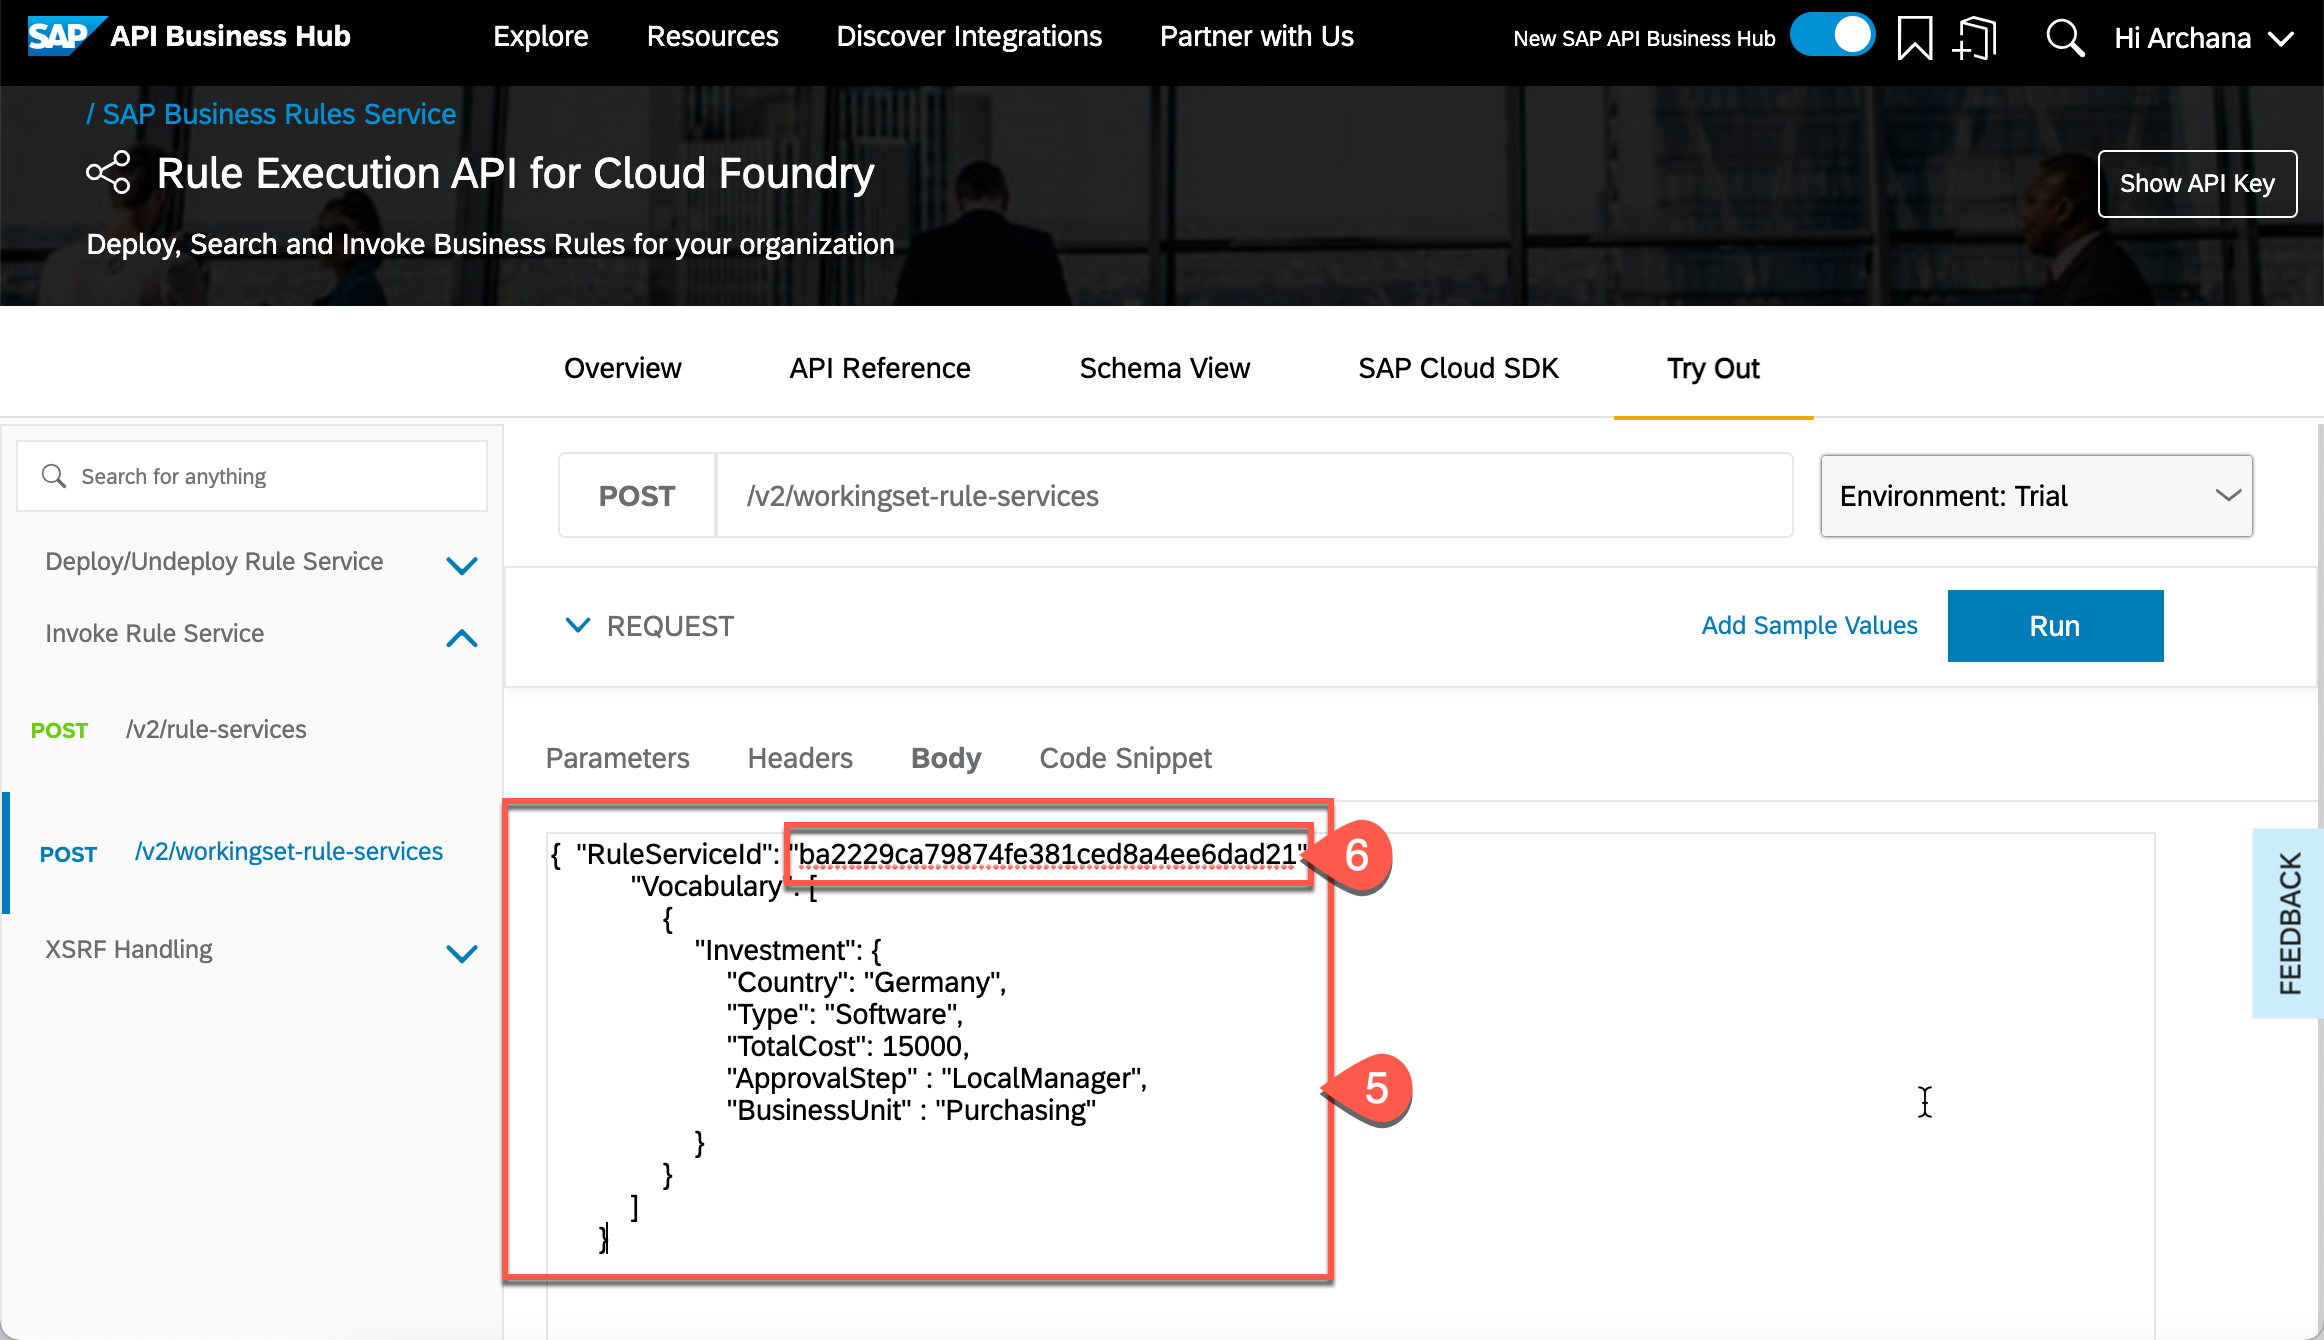 SAP API Business Hub
Explore
Resources
Discover Integrations
Partner with Us
New SAP API Business Hub
Hi Archana
/ SAP Business Rules Service
Rule Execution API for Cloud Foundry
Show API Key
Deploy, Search and Invoke Business Rules for your organization
Overview
API Reference
Schema View
SAP Cloud SDK
Try Out
Search for anything
Deploy/Undeploy Rule Service
Invoke Rule Service
POST /v2/rule-services
POST /v2/workingset-rule-services
XSRF Handling
POST /v2/workingset-rule-services
Environment: Trial
REQUEST
Add Sample Values
Run
Parameters
Headers
Body
Code Snippet
{ "RuleServiceId": "ba2229ca79874fe381ced8a4ee6dad21"
"Vocabulary": [
{
"Investment": {
"Country": "Germany",
"Type": "Software",
"TotalCost": 15000,
"ApprovalStep" : "LocalManager",
"BusinessUnit" : "Purchasing"
}
}
]
}
6
5
FEEDBACK